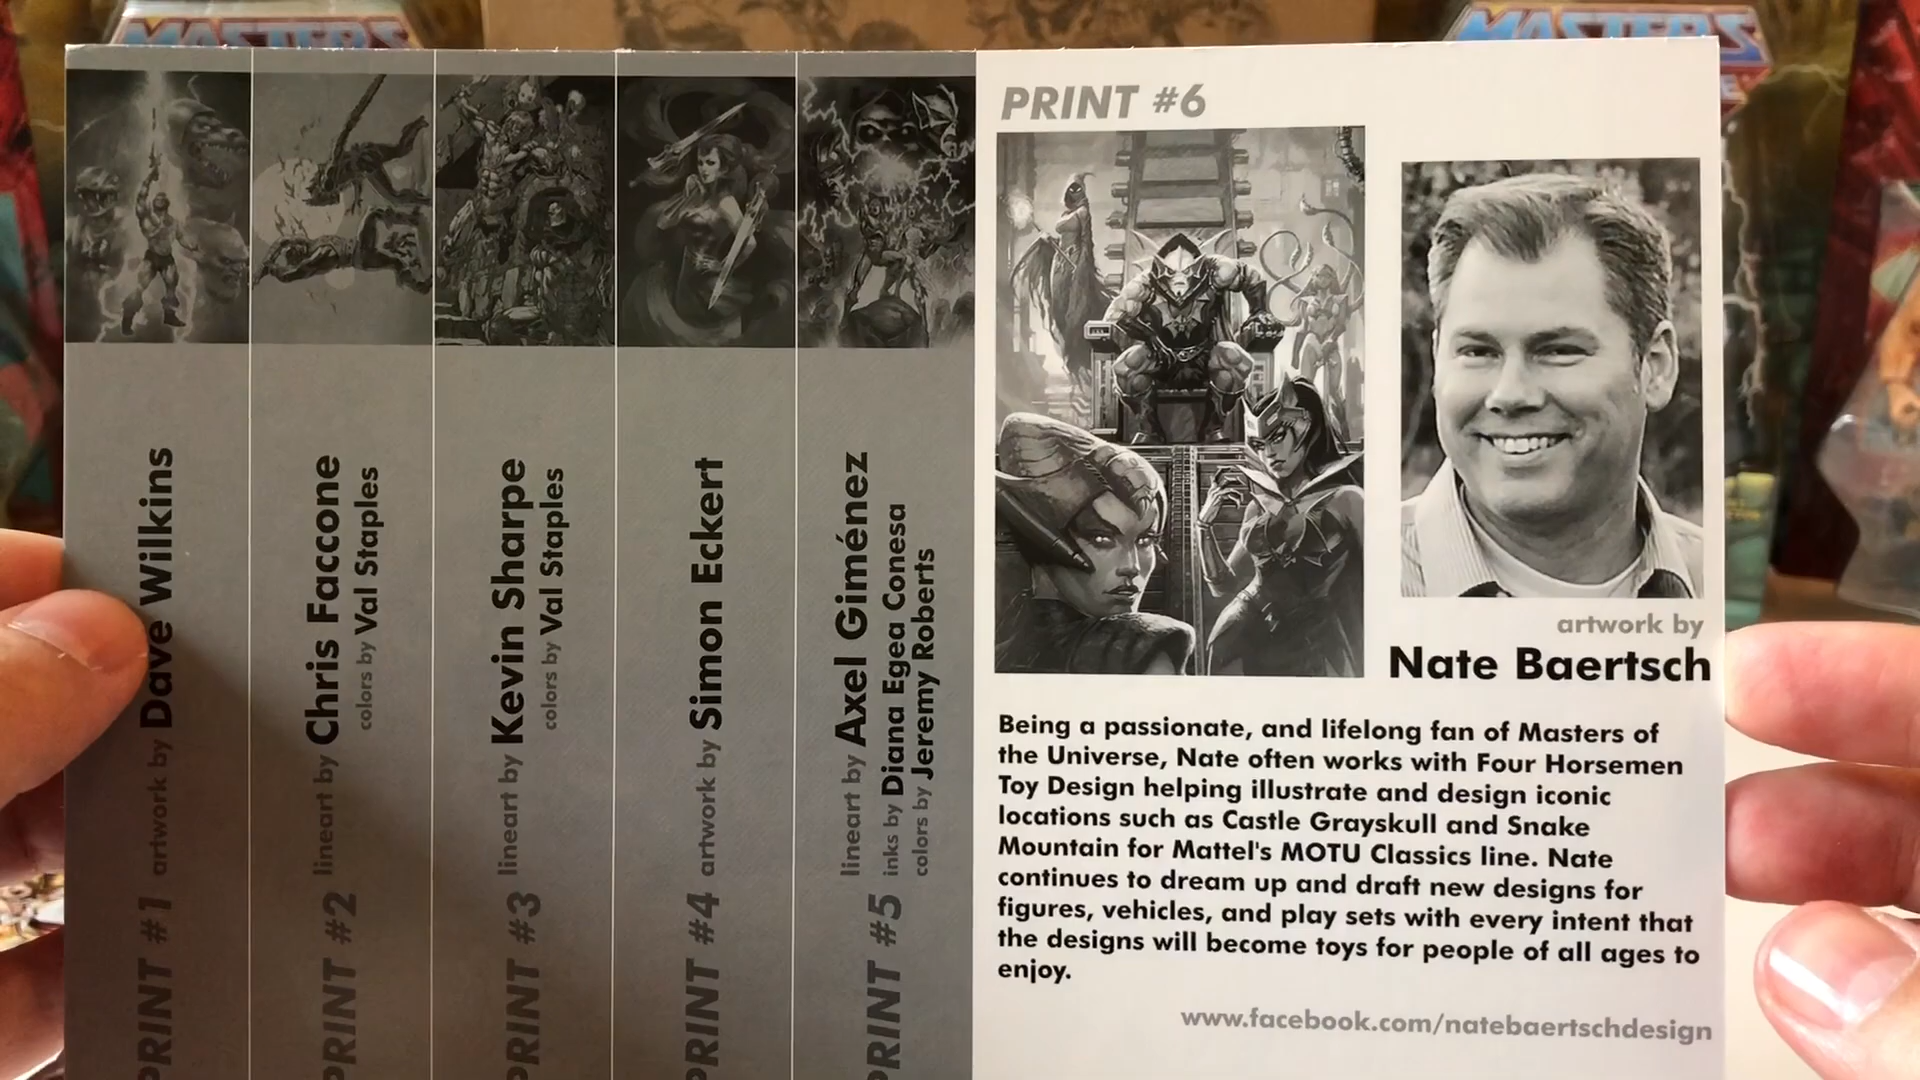 MASTERS
MASTERS
PRINT #1 artwork by Dave Wilkins
PRINT #2 lineart by Chris Faccone
colors by Val Staples
PRINT #3 lineart by Kevin Sharpe
colors by Val Staples
PRINT #4 artwork by Simon Eckert
PRINT #5 lineart by Axel Giménez
inks by Diana Egea Conesa
colors by Jeremy Roberts
PRINT #6
artwork by
Nate Baertsch
Being a passionate, and lifelong fan of Masters of
the Universe, Nate often works with Four Horsemen
Toy Design helping illustrate and design iconic
locations such as Castle Grayskull and Snake
Mountain for Mattel's MOTU Classics line. Nate
continues to dream up and draft new designs for
figures, vehicles, and play sets with every intent that
the designs will become toys for people of all ages to
enjoy.
www.facebook.com/natebaertschdesign